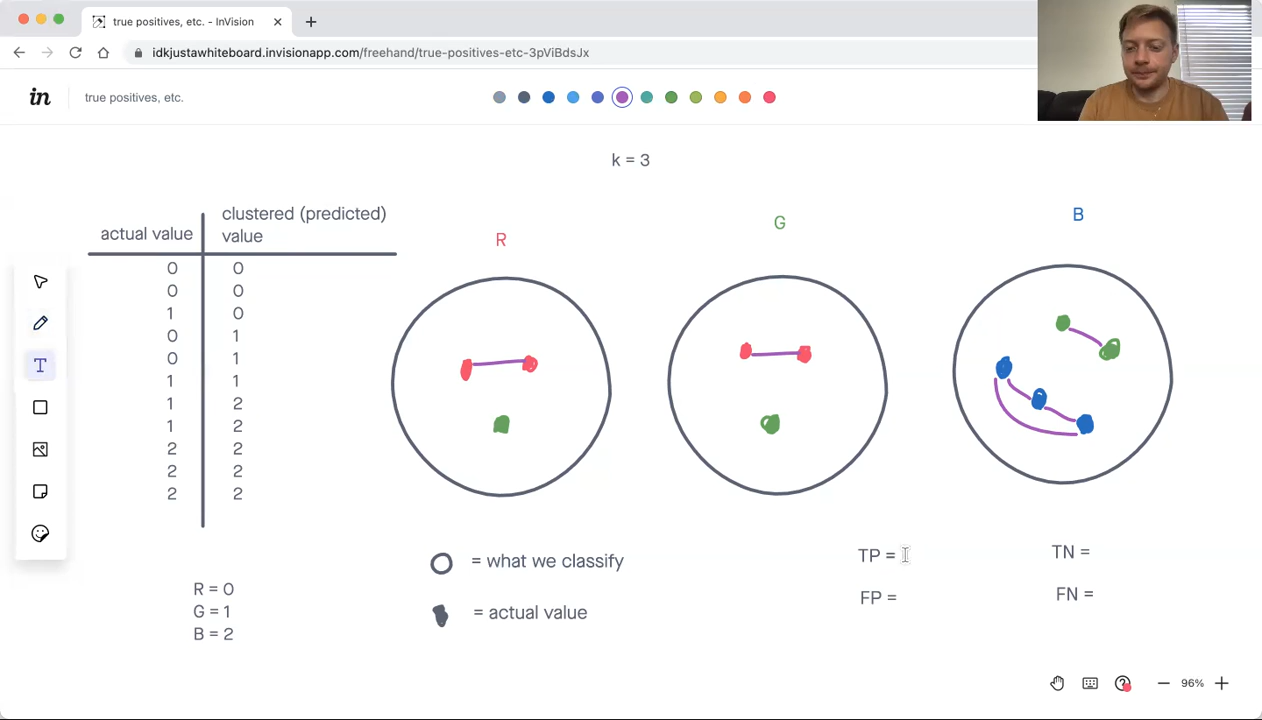 true positives, etc. - InVision
idkjustawhiteboard.invisionapp.com/freehand/true-positives-etc-3pViBdsJx
in
true positives, etc.
k = 3
actual value
clustered (predicted)
value
0 0
0 0
1 0
0 1
0 1
1 1
1 2
1 2
2 2
2 2
2 2
R
G
B
= what we classify
= actual value
R = 0
G = 1
B = 2
TP =
FP =
TN =
FN =
T
96%